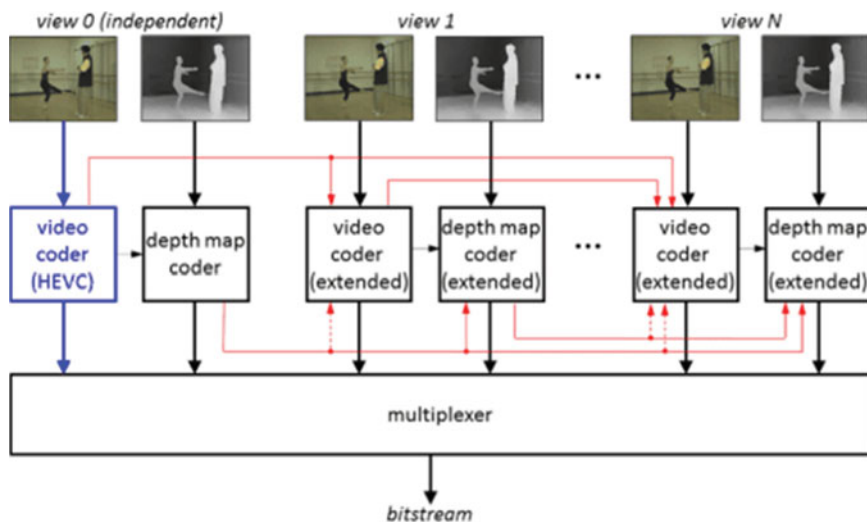 view 0 (independent)
view 1
view N
...
video
coder
(HEVC)
depth map
coder
video
coder
(extended)
depth map
coder
(extended)
...
video
coder
(extended)
depth map
coder
(extended)
multiplexer
bitstream